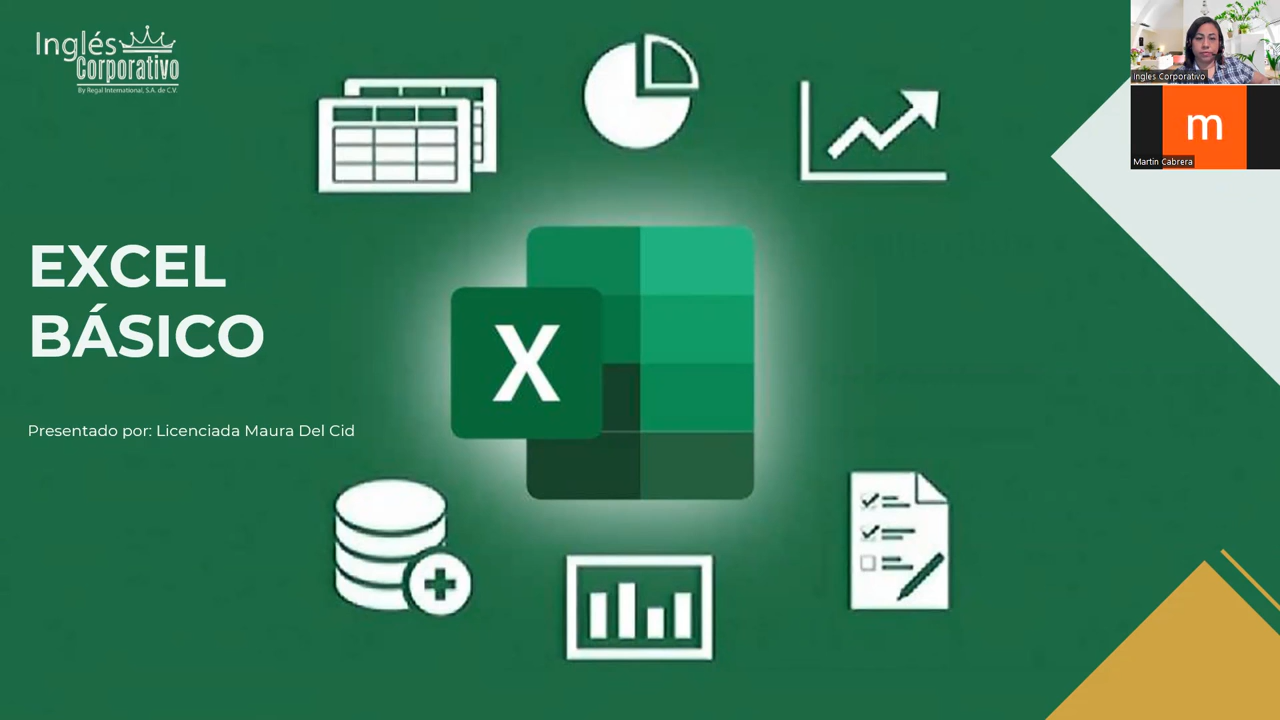 Inglés
Corporativo
By Regal International, S.A. de C.V.
EXCEL
BÁSICO
Presentado por: Licenciada Maura Del Cid
X
Ingles Corporativo
m
Martin Cabrera